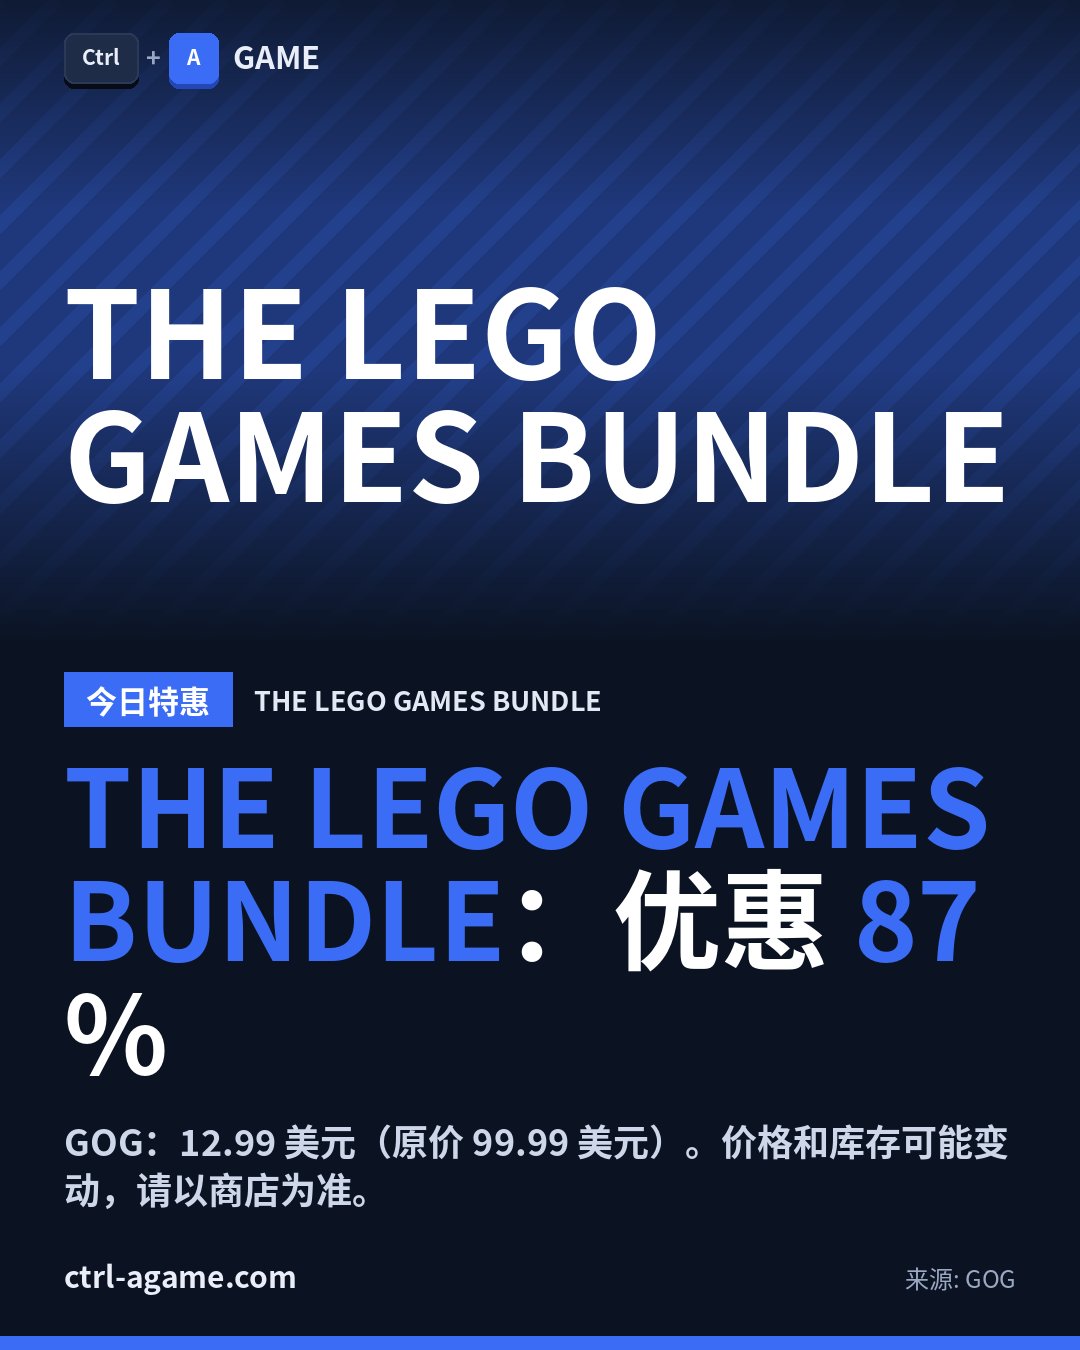 Ctrl + A GAME
THE LEGO
GAMES BUNDLE
今日特惠 THE LEGO GAMES BUNDLE
THE LEGO GAMES
BUNDLE：优惠 87
%
GOG：12.99 美元（原价 99.99 美元）。价格和库存可能变
动，请以商店为准。
ctrl-agame.com 来源: GOG